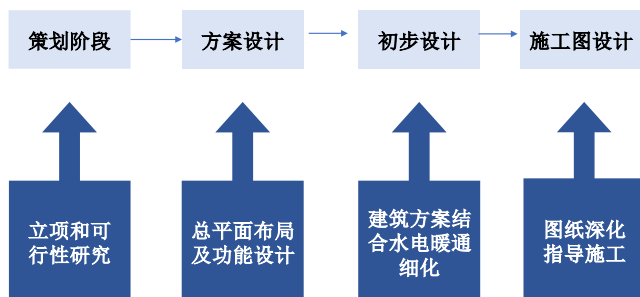 策划阶段
方案设计
初步设计
施工图设计
立项和可
行性研究
总平面布局
及功能设计
建筑方案结
合水电暖通
细化
图纸深化
指导施工